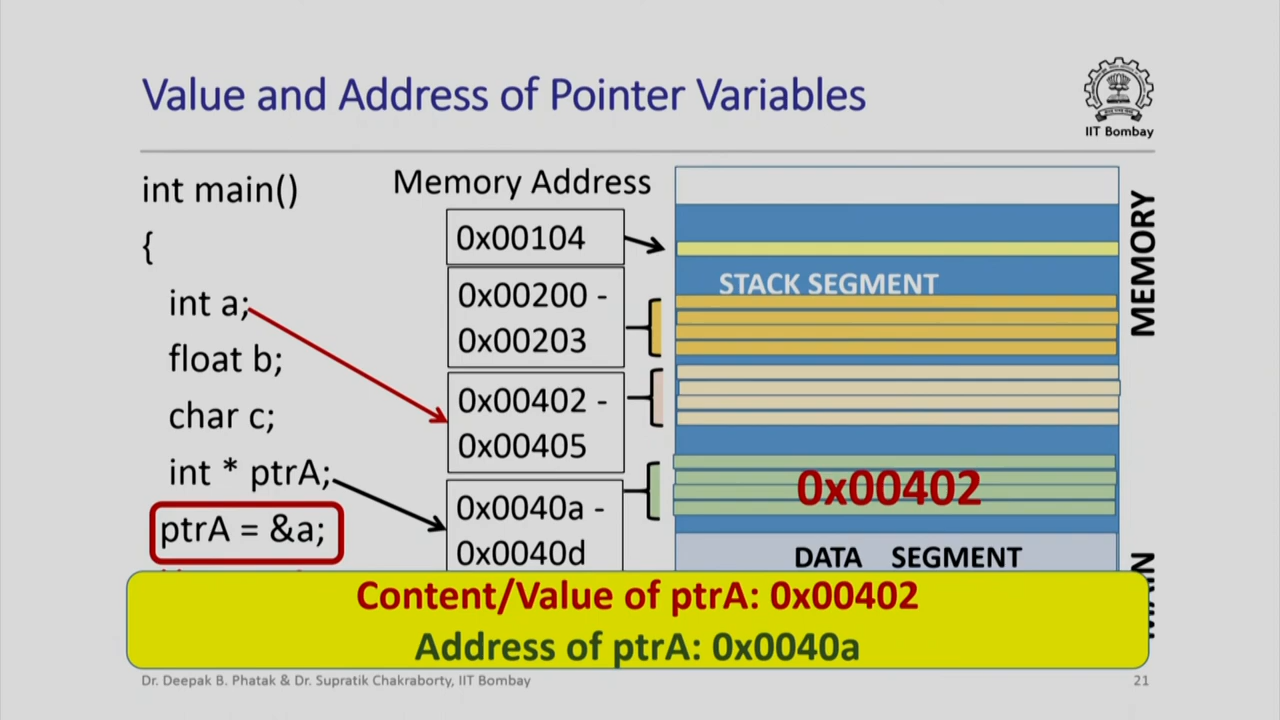 Value and Address of Pointer Variables
IIT Bombay
int main()
{
int a;
float b;
char c;
int * ptrA;
ptrA = &a;
Memory Address
0x00104
0x00200 -
0x00203
0x00402 -
0x00405
0x0040a -
0x0040d
STACK SEGMENT
0x00402
DATA SEGMENT
MEMORY
MAIN
Content/Value of ptrA: 0x00402
Address of ptrA: 0x0040a
Dr. Deepak B. Phatak & Dr. Supratik Chakraborty, IIT Bombay
21